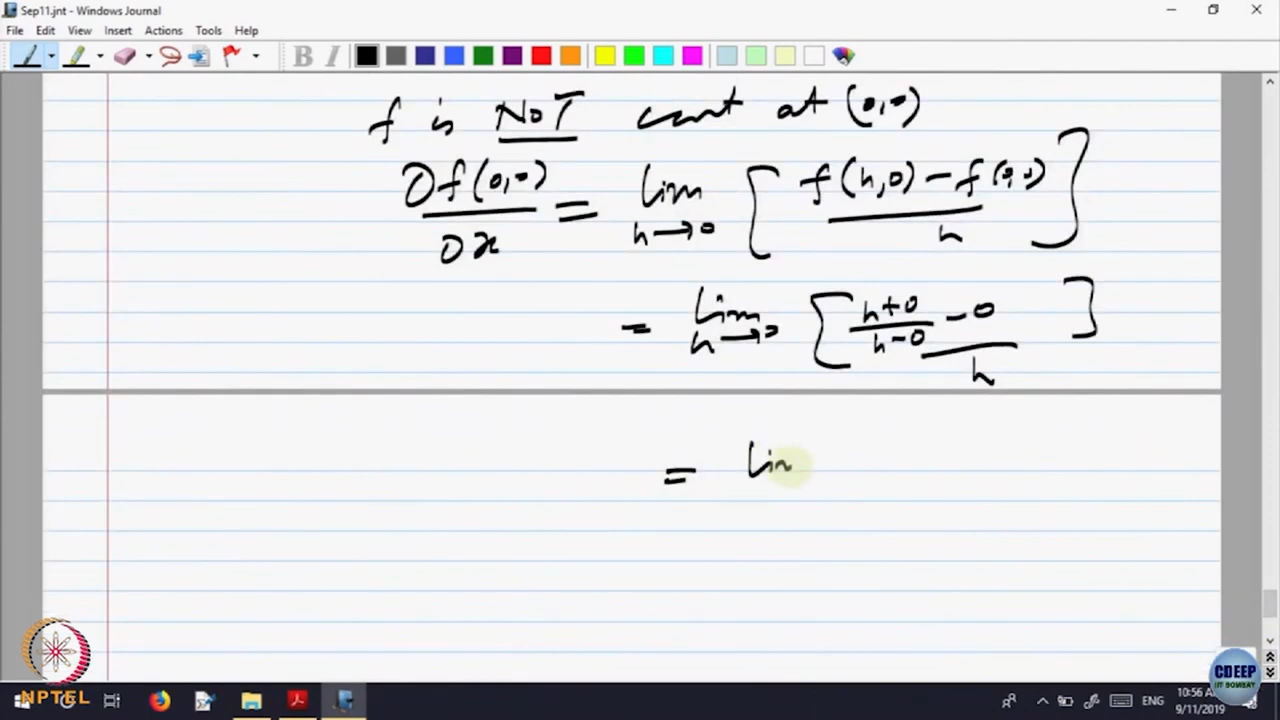 Sep11.jnt - Windows Journal
File Edit View Insert Actions Tools Help
B I
f is NOT cont at (0,0)
∂f(0,0)/∂x = lim h→0 [ (f(h,0) - f(0,0))/h ]
= lim h→0 [ ((h+0)/(h-0) - 0)/h ]
= lim
NPTEL
CDEEP
IIT BOMBAY
ENG
10:56 A
9/11/2019